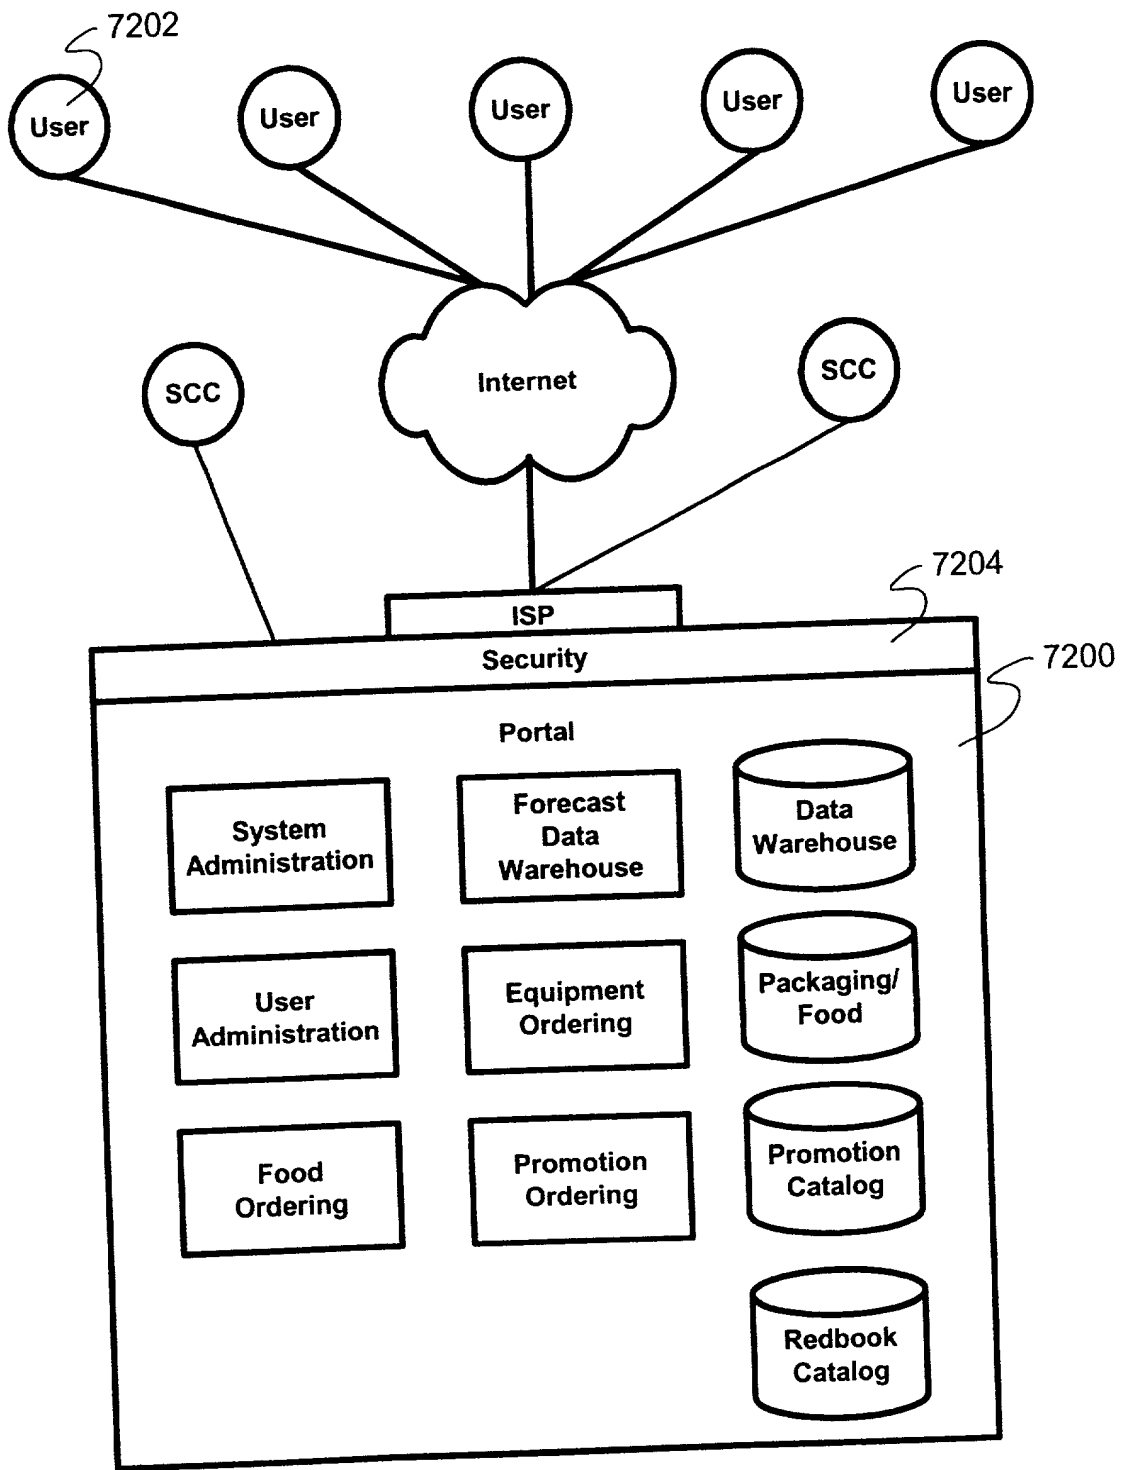 7202
User
User
User
User
User
Internet
SCC
SCC
7204
ISP
Security
7200
Portal
System
Administration
Forecast
Data
Warehouse
Data
Warehouse
User
Administration
Equipment
Ordering
Packaging/
Food
Food
Ordering
Promotion
Ordering
Promotion
Catalog
Redbook
Catalog